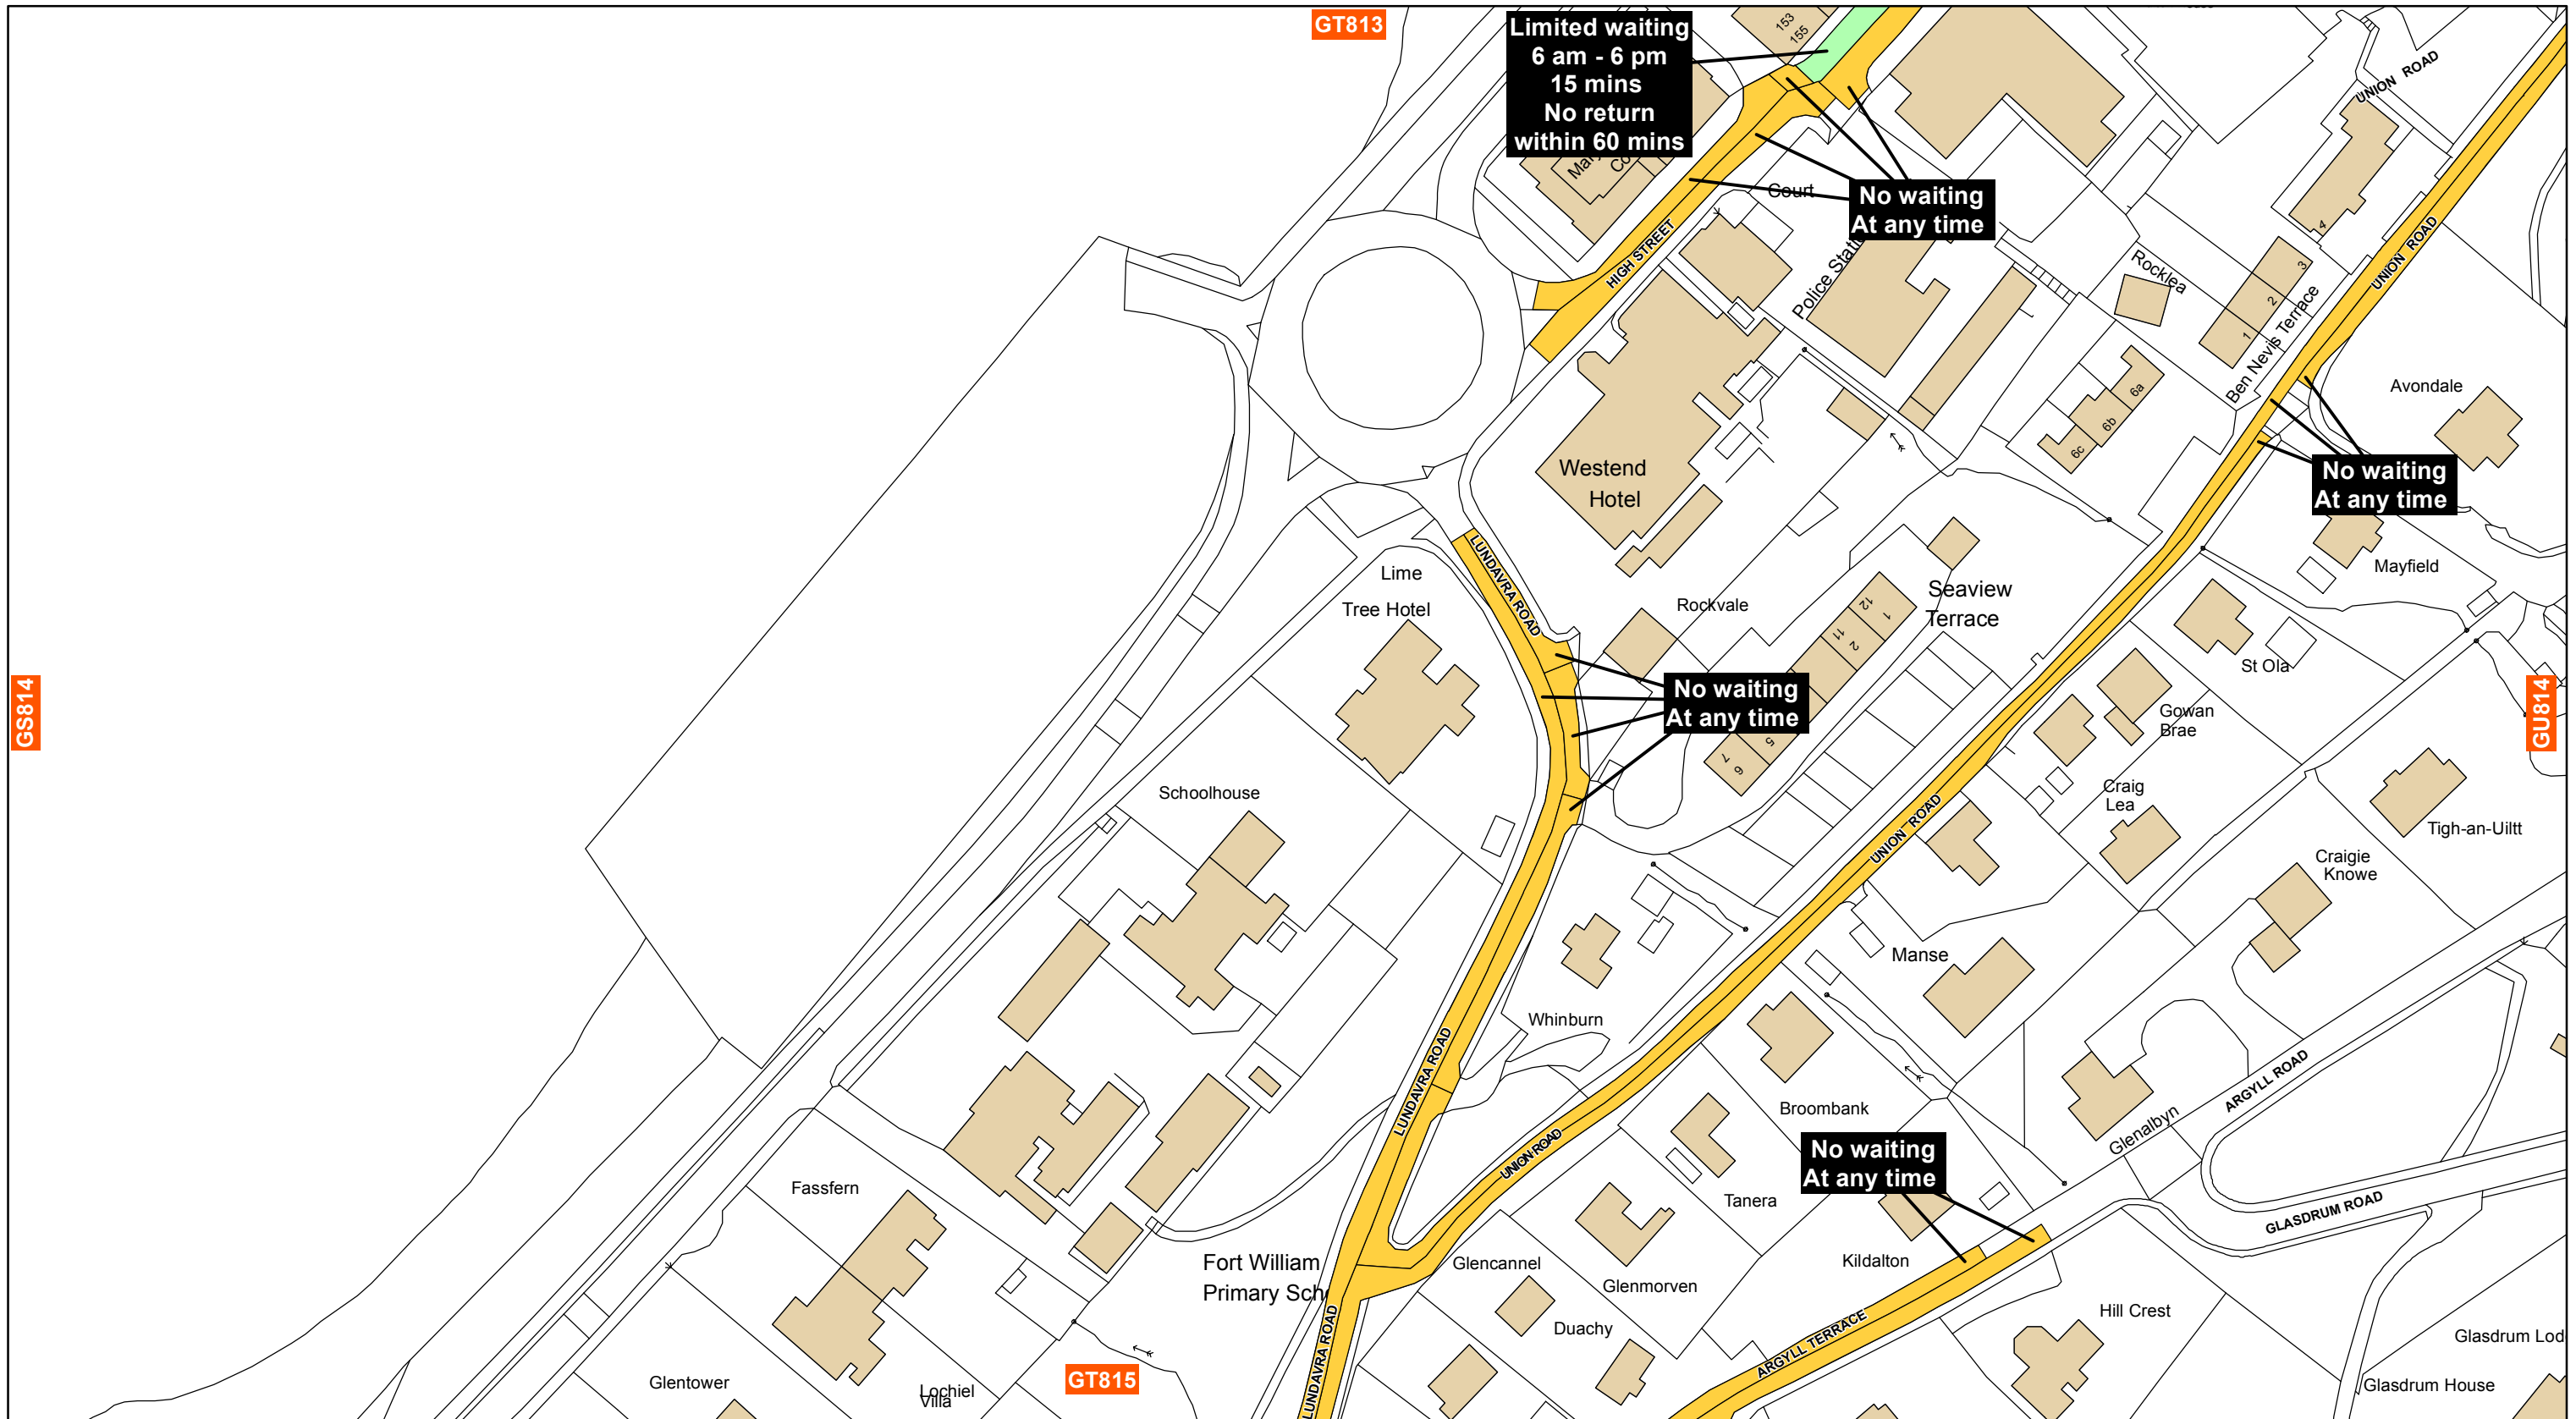 GT813
Limited waiting
6 am - 6 pm
15 mins
No return
within 60 mins
153
155
UNION ROAD
Court
No waiting
At any time
HIGH STREET
Police
Rocklea
4
3
2
1
UNION ROAD
Ben Nevis Terrace
6a
6b
6c
Avondale
No waiting
At any time
Mayfield
Westend
Hotel
LUNDAVRA ROAD
Lime
Tree Hotel
Rockvale
12
1
11
2
Seaview
Terrace
St Ola
GS814
GU814
No waiting
At any time
5
7
6
Gowan
Brae
Craig
Lea
Tigh-an-Uiltt
Schoolhouse
UNION ROAD
Craigie
Knowe
Manse
Whinburn
LUNDAVRA ROAD
ARGYLL ROAD
Broombank
Glenalbyn
UNION ROAD
No waiting
At any time
Fassfern
Tanera
GLASDRUM ROAD
Fort William
Primary
Glencannel
Glenmorven
Kildalton
Hill Crest
Duachy
ARGYLL TERRACE
LUNDAVRA ROAD
Glasdrum
GT815
Glentower
Lochiel
Villa
Glasdrum House